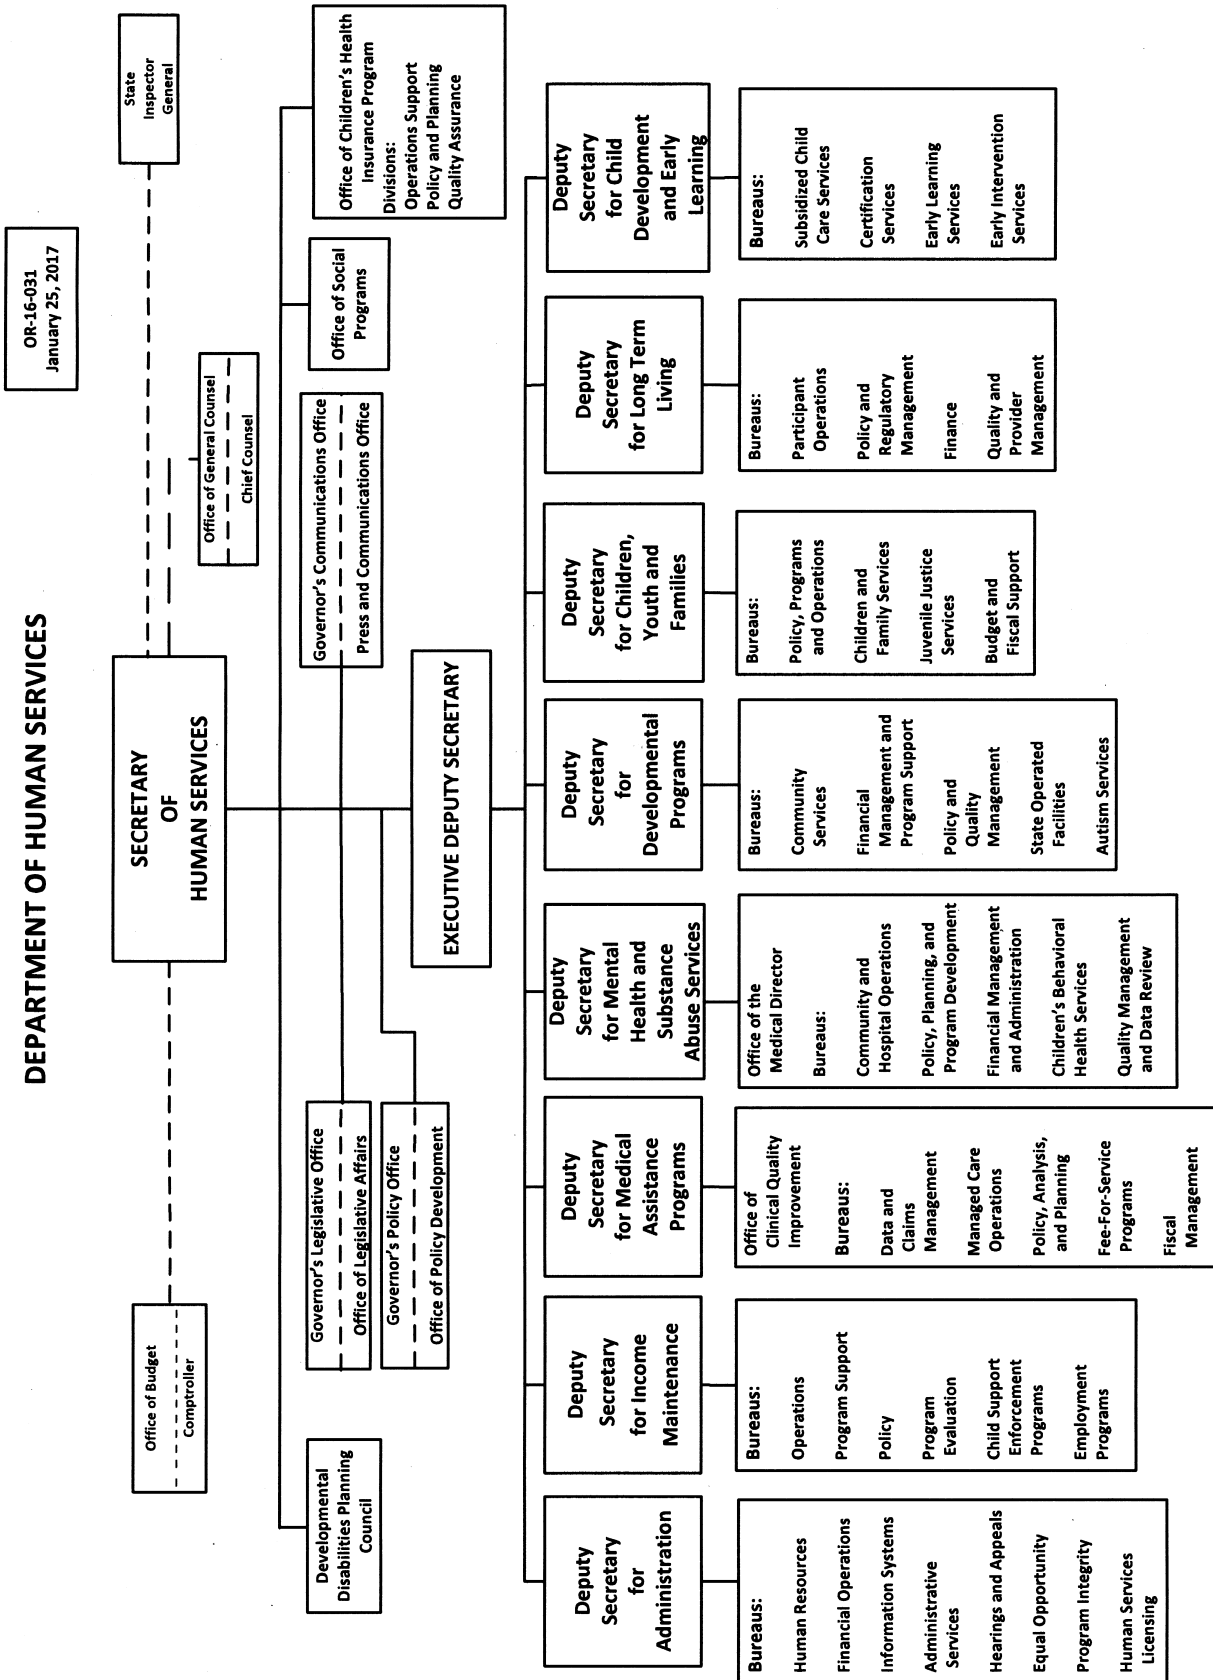 OR-16-031
January 25, 2017
DEPARTMENT OF HUMAN SERVICES
Office of Budget
Comptroller
SECRETARY
OF
HUMAN SERVICES
State
Inspector
General
Office of General Counsel
Chief Counsel
Developmental
Disabilities Planning
Council
Governor's Legislative Office
Office of Legislative Affairs
Governor's Policy Office
Office of Policy Development
Governor's Communications Office
Press and Communications Office
Office of Social
Programs
Office of Children's Health
Insurance Program
Divisions:
Operations Support
Policy and Planning
Quality Assurance
EXECUTIVE DEPUTY SECRETARY
Deputy
Secretary
for
Administration
Bureaus:
Human Resources
Financial Operations
Information Systems
Administrative
Services
Hearings and Appeals
Equal Opportunity
Program Integrity
Human Services
Licensing
Deputy
Secretary
for Income
Maintenance
Bureaus:
Operations
Program Support
Policy
Program
Evaluation
Child Support
Enforcement
Programs
Employment
Programs
Deputy
Secretary
for Medical
Assistance
Programs
Office of
Clinical Quality
Improvement
Bureaus:
Data and
Claims
Management
Managed Care
Operations
Policy, Analysis,
and Planning
Fee-For-Service
Programs
Fiscal
Management
Deputy
Secretary
for Mental
Health and
Substance
Abuse Services
Office of the
Medical Director
Bureaus:
Community and
Hospital Operations
Policy, Planning, and
Program Development
Financial Management
and Administration
Children's Behavioral
Health Services
Quality Management
and Data Review
Deputy
Secretary
for
Developmental
Programs
Bureaus:
Community
Services
Financial
Management and
Program Support
Policy and
Quality
Management
State Operated
Facilities
Autism Services
Deputy
Secretary
for Children,
Youth and
Families
Bureaus:
Policy, Programs
and Operations
Children and
Family Services
Juvenile Justice
Services
Budget and
Fiscal Support
Deputy
Secretary
for Long Term
Living
Bureaus:
Participant
Operations
Policy and
Regulatory
Management
Finance
Quality and
Provider
Management
Deputy
Secretary
for Child
Development
and Early
Learning
Bureaus:
Subsidized Child
Care Services
Certification
Services
Early Learning
Services
Early Intervention
Services